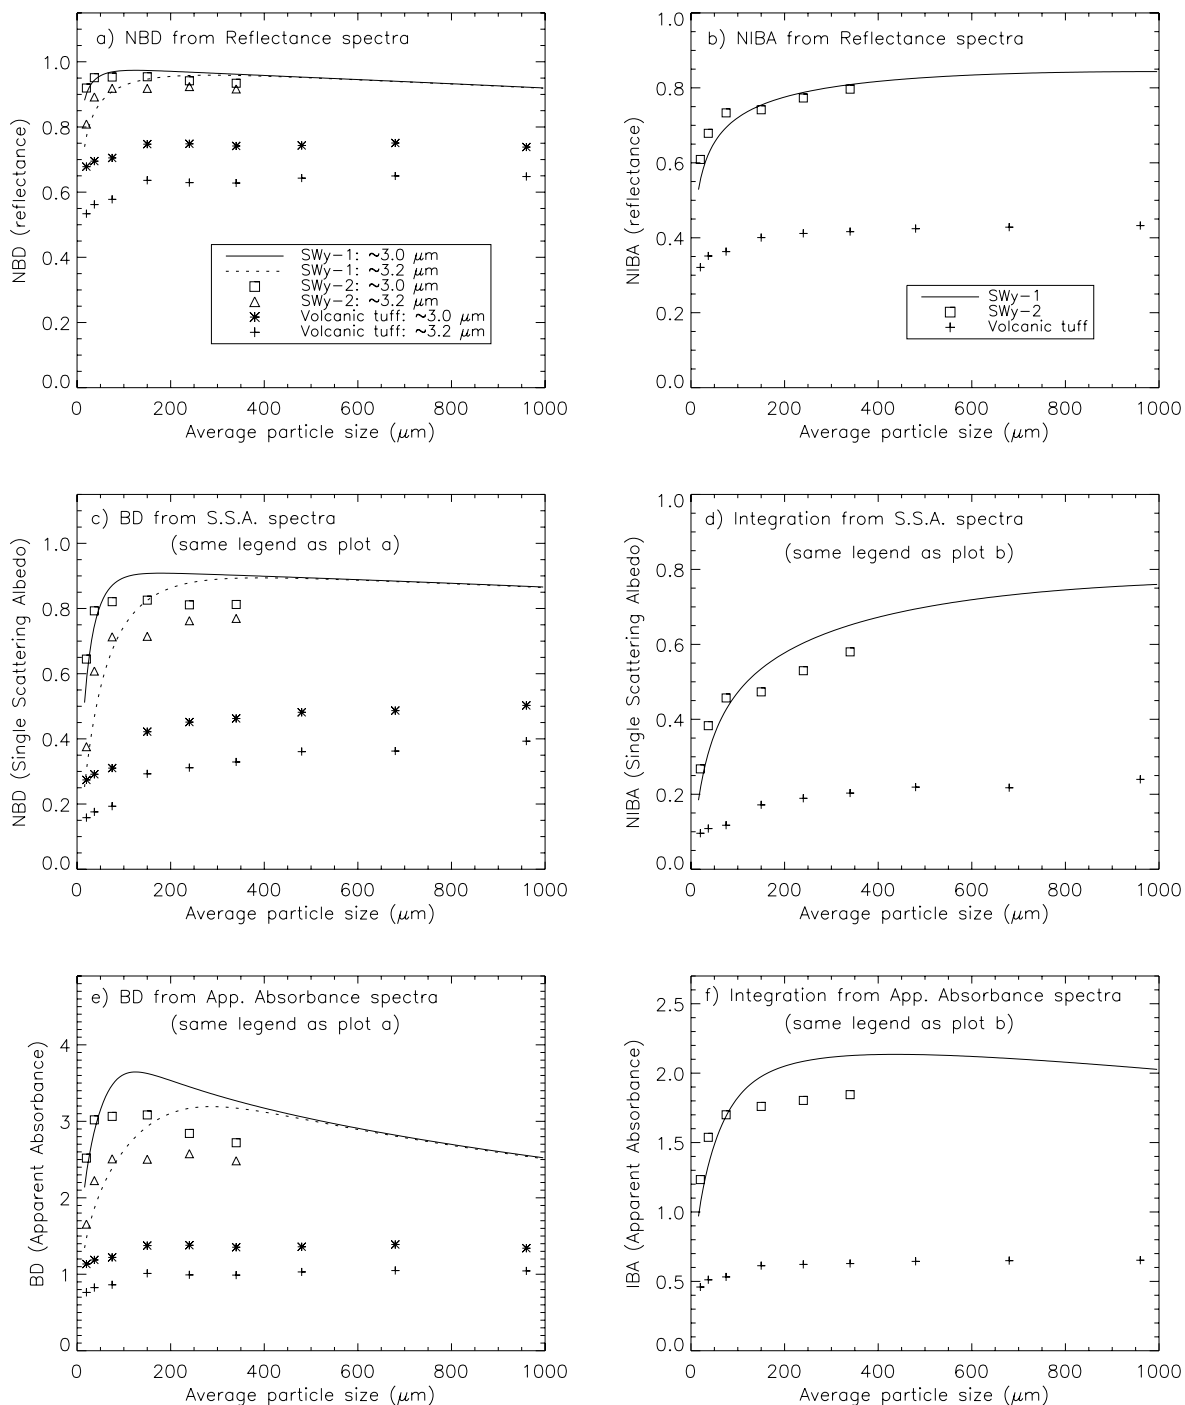 a) NBD from Reflectance spectra
NBD (reflectance)
1.0
0.8
0.6
0.4
0.2
0.0
SWy-1: ~3.0 μm
SWy-1: ~3.2 μm
SWy-2: ~3.0 μm
SWy-2: ~3.2 μm
Volcanic tuff: ~3.0 μm
Volcanic tuff: ~3.2 μm
0 200 400 600 800 1000
Average particle size (μm)
b) NIBA from Reflectance spectra
NIBA (reflectance)
1.0
0.8
0.6
0.4
0.2
0.0
SWy-1
SWy-2
Volcanic tuff
0 200 400 600 800 1000
Average particle size (μm)
c) BD from S.S.A. spectra
(same legend as plot a)
NBD (Single Scattering Albedo)
1.0
0.8
0.6
0.4
0.2
0.0
0 200 400 600 800 1000
Average particle size (μm)
d) Integration from S.S.A. spectra
(same legend as plot b)
NIBA (Single Scattering Albedo)
1.0
0.8
0.6
0.4
0.2
0.0
0 200 400 600 800 1000
Average particle size (μm)
e) BD from App. Absorbance spectra
(same legend as plot a)
BD (Apparent Absorbance)
4
3
2
1
0
0 200 400 600 800 1000
Average particle size (μm)
f) Integration from App. Absorbance spectra
(same legend as plot b)
IBA (Apparent Absorbance)
2.5
2.0
1.5
1.0
0.5
0.0
0 200 400 600 800 1000
Average particle size (μm)